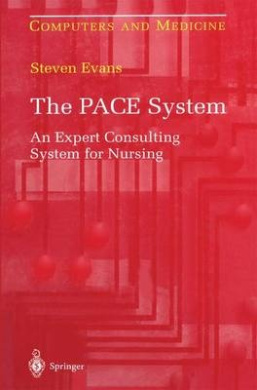 COMPUTERS AND MEDICINE
Steven Evans
The PACE System
An Expert Consulting
System for Nursing
Springer